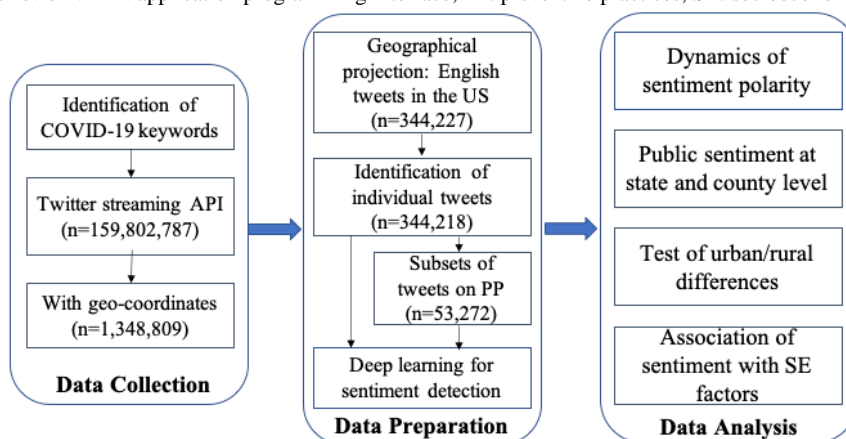 Identification of
COVID-19 keywords
Twitter streaming API
(n=159,802,787)
With geo-coordinates
(n=1,348,809)
Data Collection
Geographical
projection: English
tweets in the US
(n=344,227)
Identification of
individual tweets
(n=344,218)
Subsets of
tweets on PP
(n=53,272)
Deep learning for
sentiment detection
Data Preparation
Dynamics of
sentiment polarity
Public sentiment at
state and county level
Test of urban/rural
differences
Association of
sentiment with SE
factors
Data Analysis